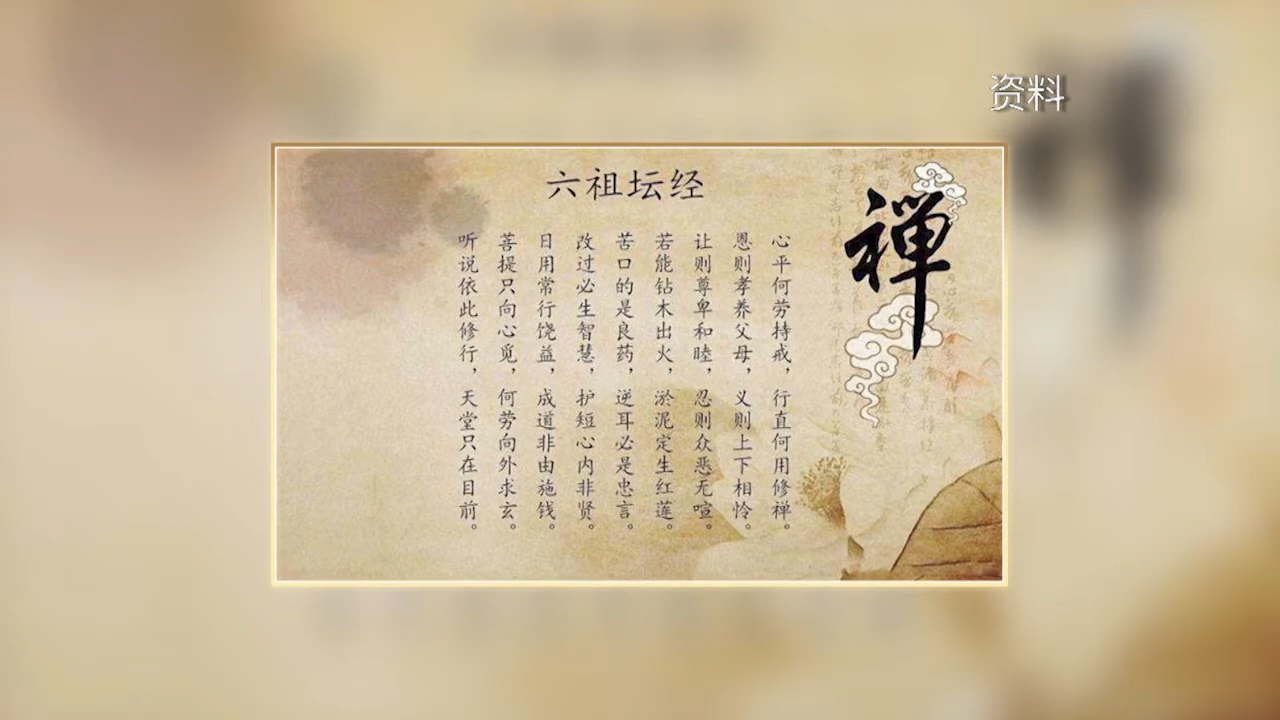 资料
六祖坛经
禅
心平何劳持戒，行直何用修禅。
恩则孝养父母，义则上下相怜。
让则尊卑和睦，忍则众恶无喧。
若能钻木出火，淤泥定生红莲。
苦口的是良药，逆耳必是忠言。
改过必生智慧，护短心内非贤。
日用常行饶益，成道非由施钱。
菩提只向心觅，何劳向外求玄。
听说依此修行，天堂只在目前。